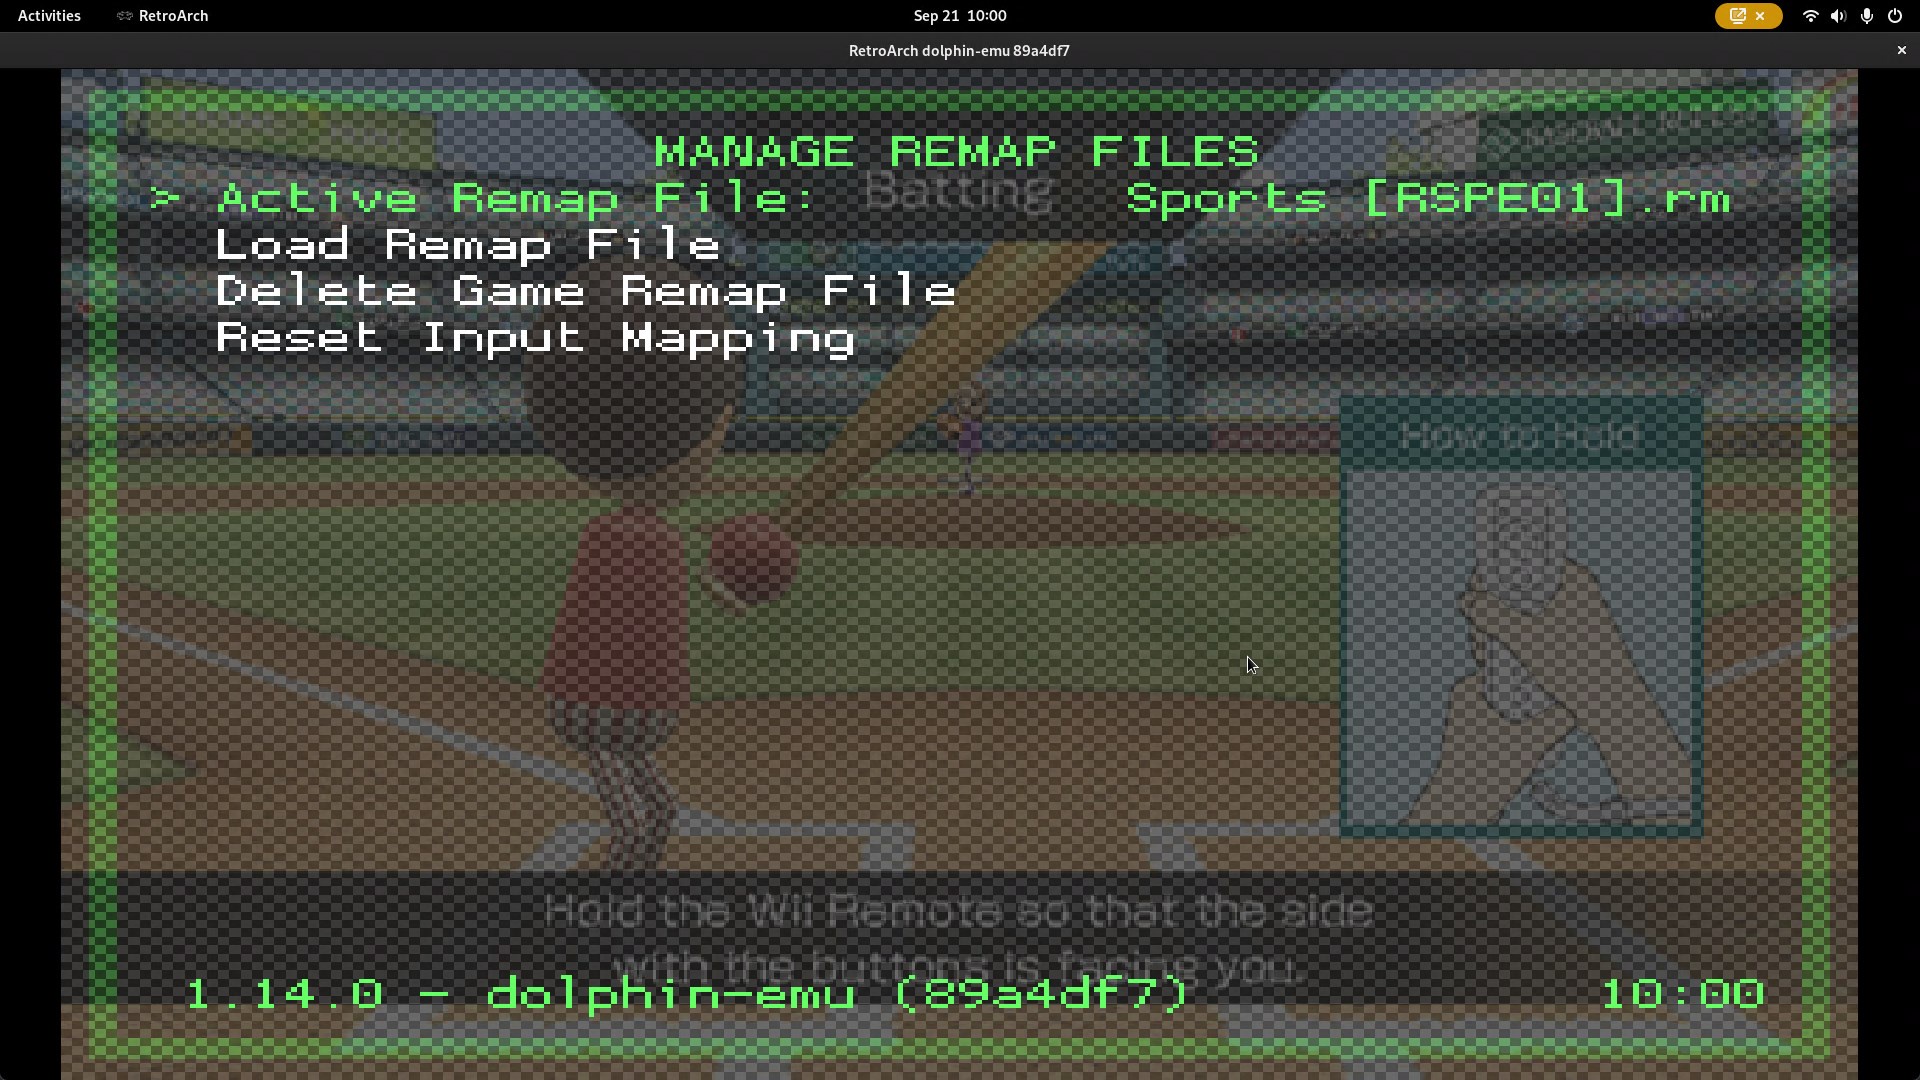 Activities RetroArch Sep 21 10:00
RetroArch dolphin-emu 89a4df7
MANAGE REMAP FILES
Batting
> Active Remap File: Sports [RSPE01].rm
Load Remap File
Delete Game Remap File
Reset Input Mapping
How to Hold
Hold the Wii Remote so that the side
with the buttons is facing you.
1.14.0 - dolphin-emu (89a4df7) 10:00